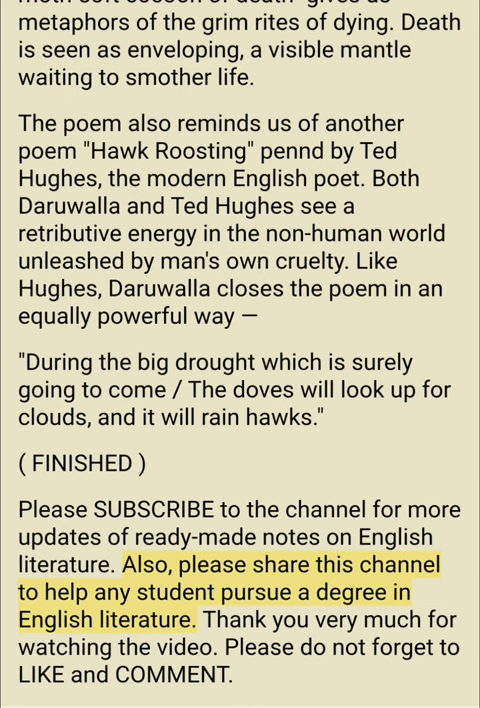 metaphors of the grim rites of dying. Death
is seen as enveloping, a visible mantle
waiting to smother life.
The poem also reminds us of another
poem "Hawk Roosting" pennd by Ted
Hughes, the modern English poet. Both
Daruwalla and Ted Hughes see a
retributive energy in the non-human world
unleashed by man's own cruelty. Like
Hughes, Daruwalla closes the poem in an
equally powerful way —
"During the big drought which is surely
going to come / The doves will look up for
clouds, and it will rain hawks."
( FINISHED )
Please SUBSCRIBE to the channel for more
updates of ready-made notes on English
literature. Also, please share this channel
to help any student pursue a degree in
English literature. Thank you very much for
watching the video. Please do not forget to
LIKE and COMMENT.